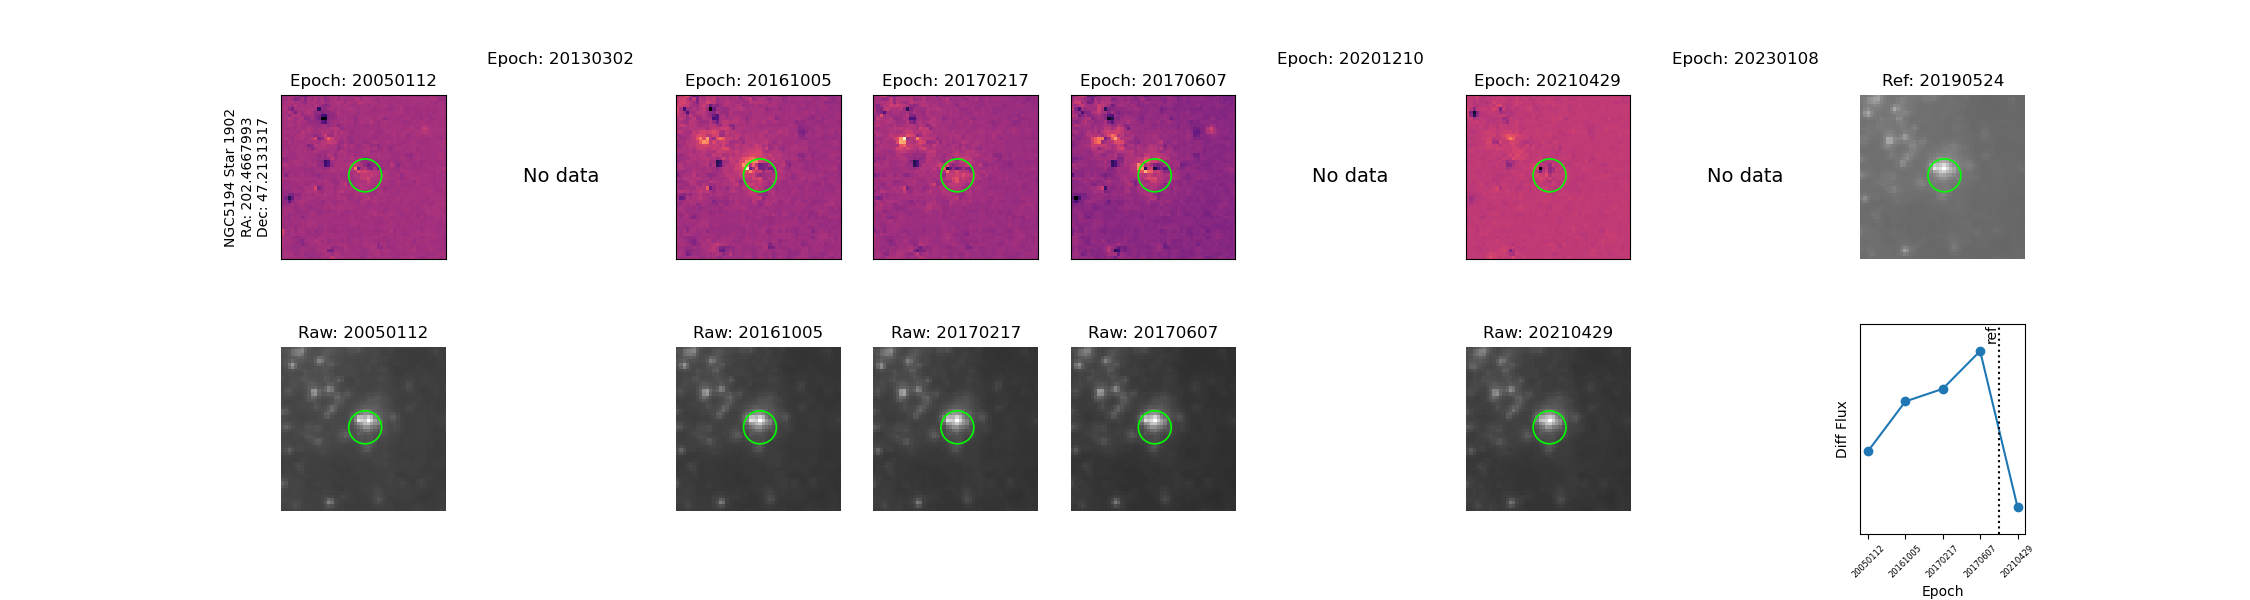 Epoch: 20050112
Epoch: 20130302
Epoch: 20161005
Epoch: 20170217
Epoch: 20170607
Epoch: 20201210
Epoch: 20210429
Epoch: 20230108
Ref: 20190524
NGC5194 Star 1902
RA: 202.4667993
Dec: 47.2131317
No data
No data
No data
Raw: 20050112
Raw: 20161005
Raw: 20170217
Raw: 20170607
Raw: 20210429
ref
Diff Flux
20050112
20161005
20170217
20170607
20210429
Epoch